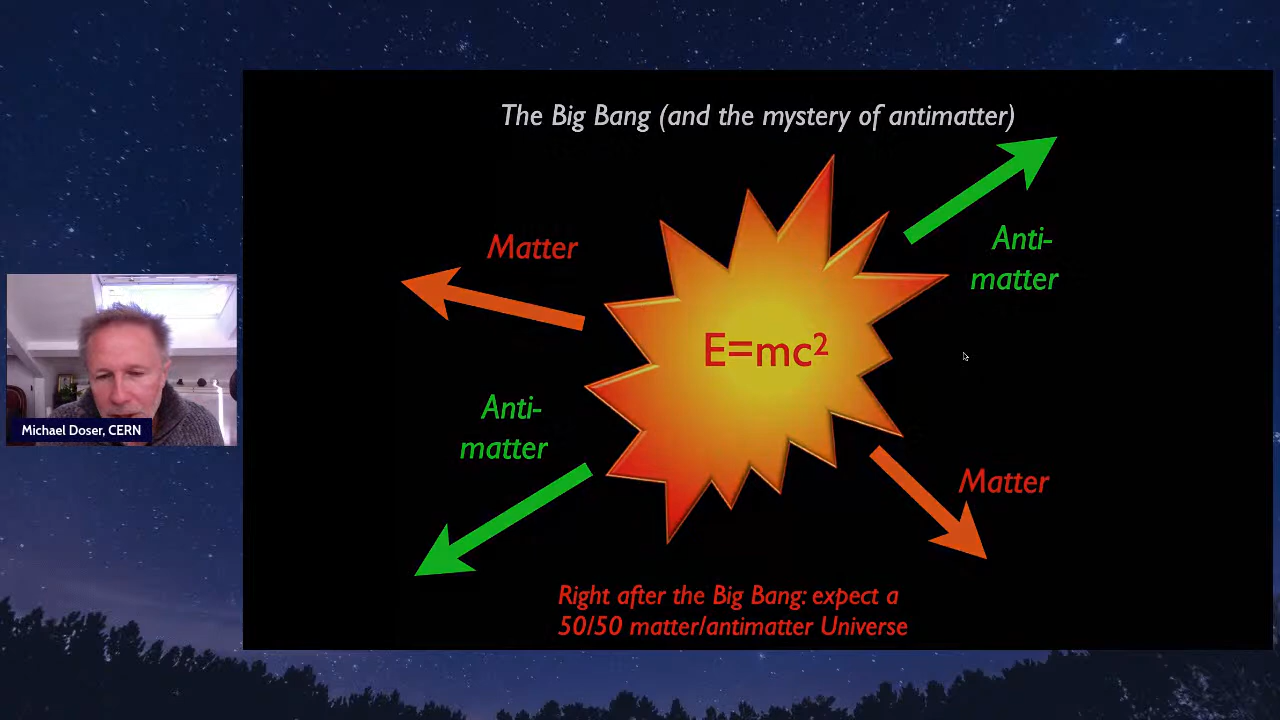 The Big Bang (and the mystery of antimatter)
Matter
Anti-
matter
E=mc²
Anti-
matter
Matter
Michael Doser, CERN
Right after the Big Bang: expect a
50/50 matter/antimatter Universe